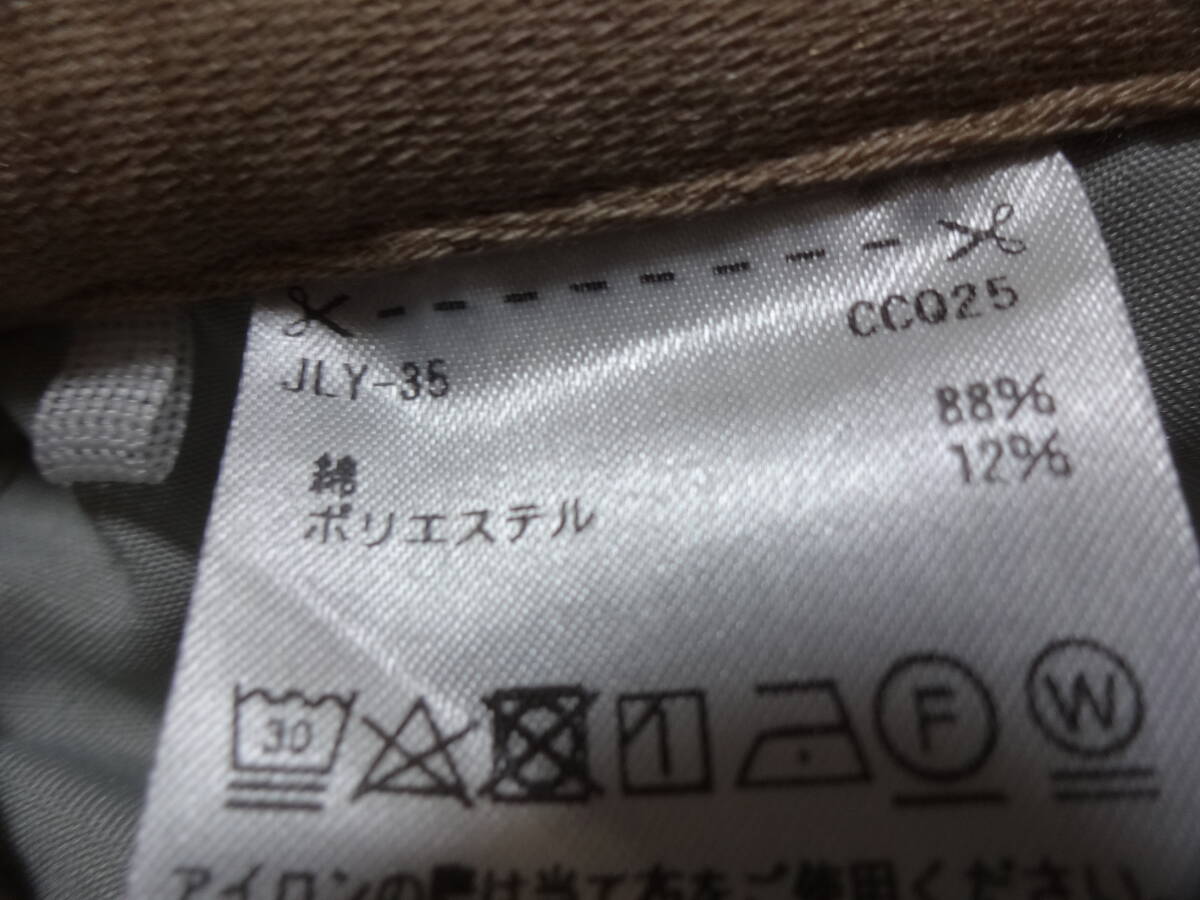 JLY-35 CCQ25
綿 88%
ポリエステル 12%
30 F W
アイロンの際は当て布をご使用ください